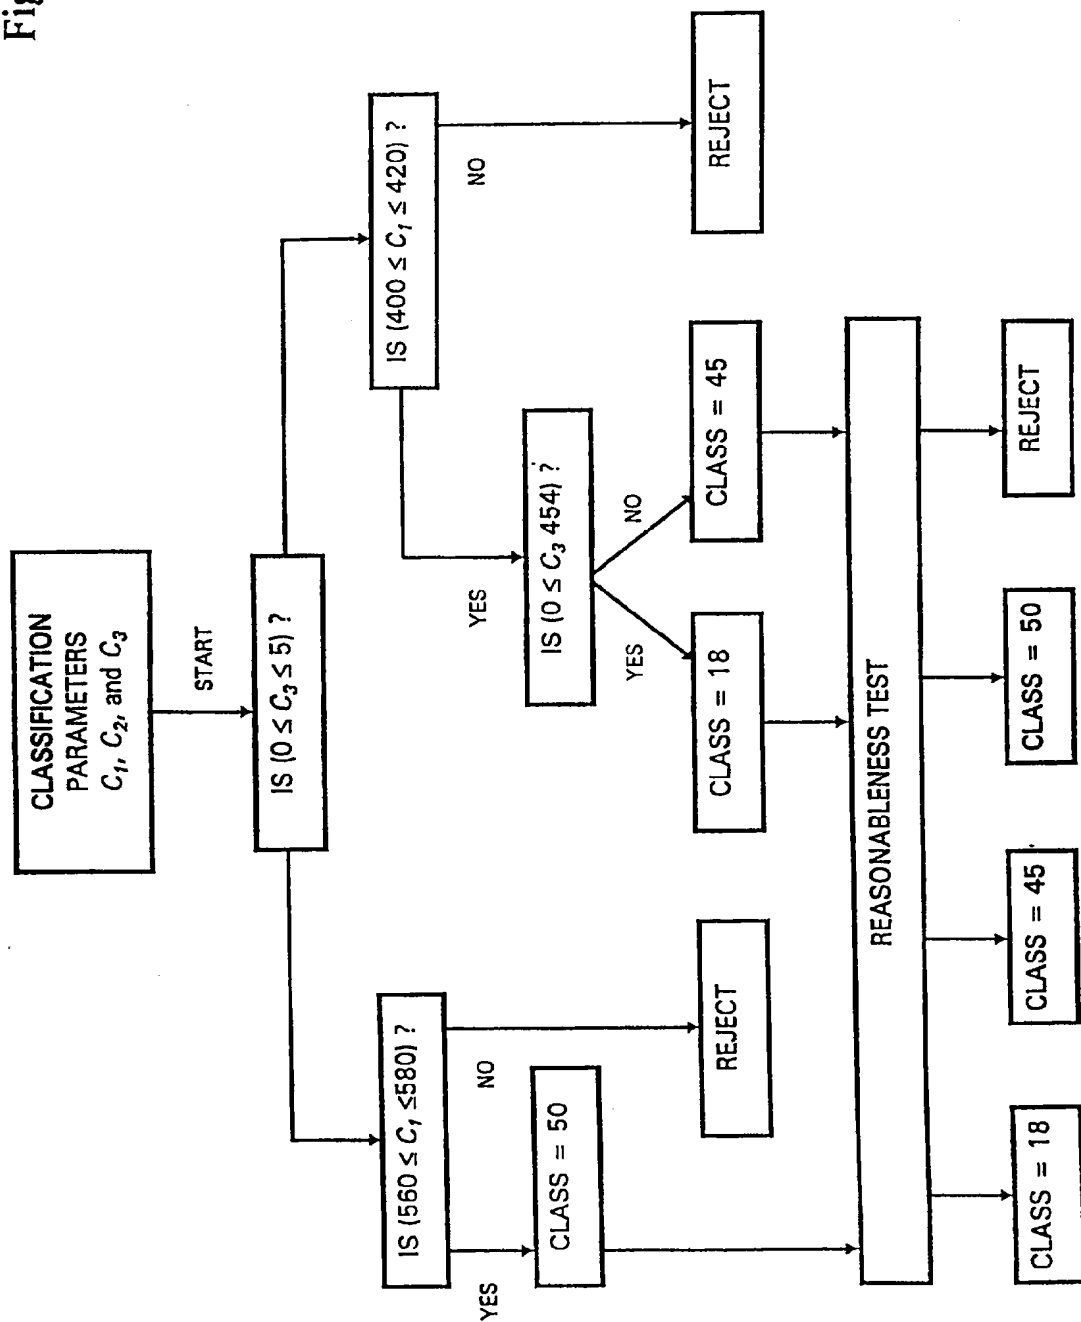 Fig
CLASSIFICATION
PARAMETERS
C1, C2, and C3
START
IS (0 ≤ C3 ≤ 5) ?
IS (560 ≤ C1 ≤580) ?
IS (400 ≤ C1 ≤ 420) ?
YES
NO
YES
NO
CLASS = 50
IS (0 ≤ C3 454) ?
YES
NO
REJECT
CLASS = 18
CLASS = 45
REJECT
REASONABLENESS TEST
CLASS = 18
CLASS = 45
CLASS = 50
REJECT